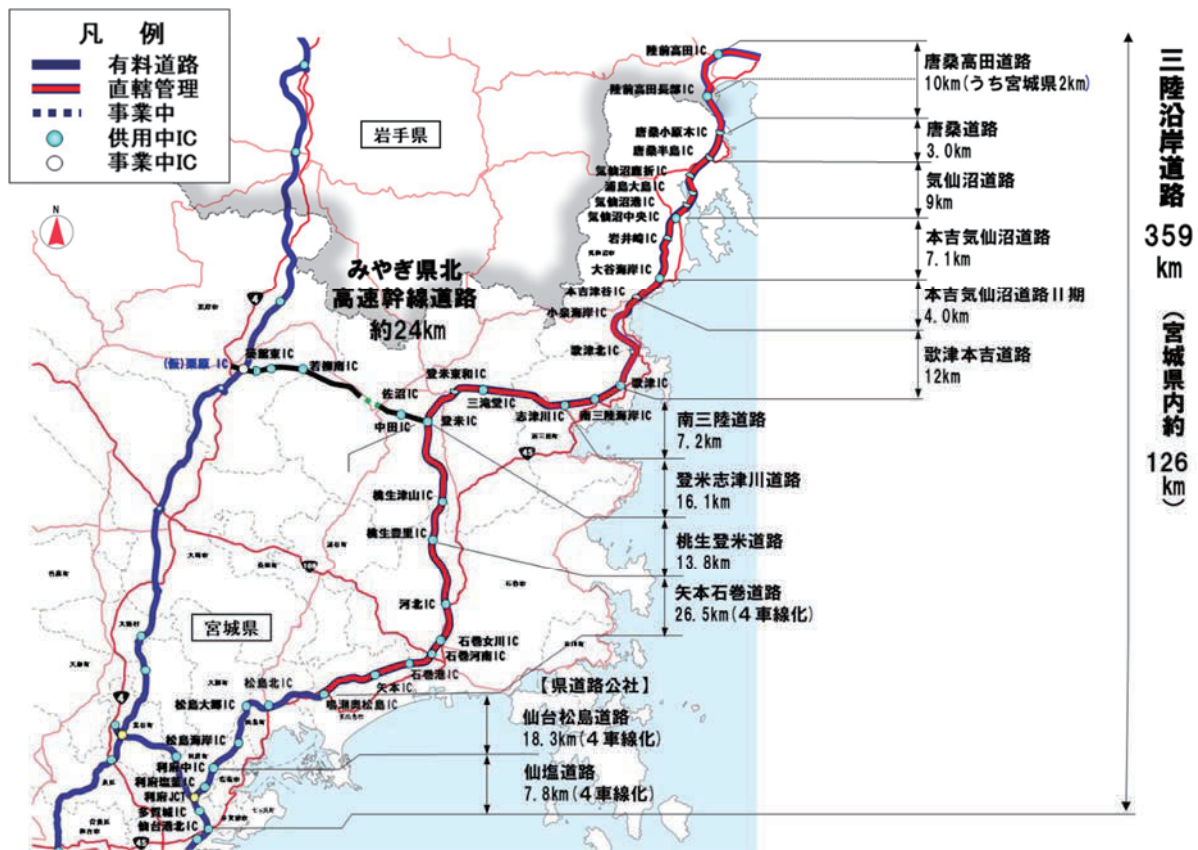 凡 例
有料道路
直轄管理
事業中
供用中IC
事業中IC
N
岩手県
みやぎ県北
高速幹線道路
約24km
4
(仮)栗原 IC
築館東IC
若柳南IC
佐沼IC
中田IC
登米IC
登米東和IC
三滝堂IC
志津川IC
南三陸海岸IC
歌津IC
歌津北IC
小泉海岸IC
本吉津谷IC
大谷海岸IC
岩井崎IC
気仙沼中央IC
気仙沼港IC
浦島大島IC
気仙沼鹿折IC
唐桑半島IC
唐桑小原木IC
陸前高田長部IC
陸前高田IC
45
桃生津山IC
桃生豊里IC
河北IC
石巻女川IC
石巻河南IC
石巻港IC
矢本IC
鳴瀬奥松島IC
松島北IC
松島大郷IC
松島海岸IC
利府中IC
利府塩釜IC
利府JCT
多賀城IC
仙台港北IC
宮城県
108
4
45
石巻市
唐桑高田道路
10km(うち宮城県2km)
唐桑道路
3.0km
気仙沼道路
9km
本吉気仙沼道路
7.1km
本吉気仙沼道路Ⅱ期
4.0km
歌津本吉道路
12km
南三陸道路
7.2km
登米志津川道路
16.1km
桃生登米道路
13.8km
矢本石巻道路
26.5km(4車線化)
【県道路公社】
仙台松島道路
18.3km(4車線化)
仙塩道路
7.8km(4車線化)
三陸沿岸道路
359
km
(宮城県内約
126
km)